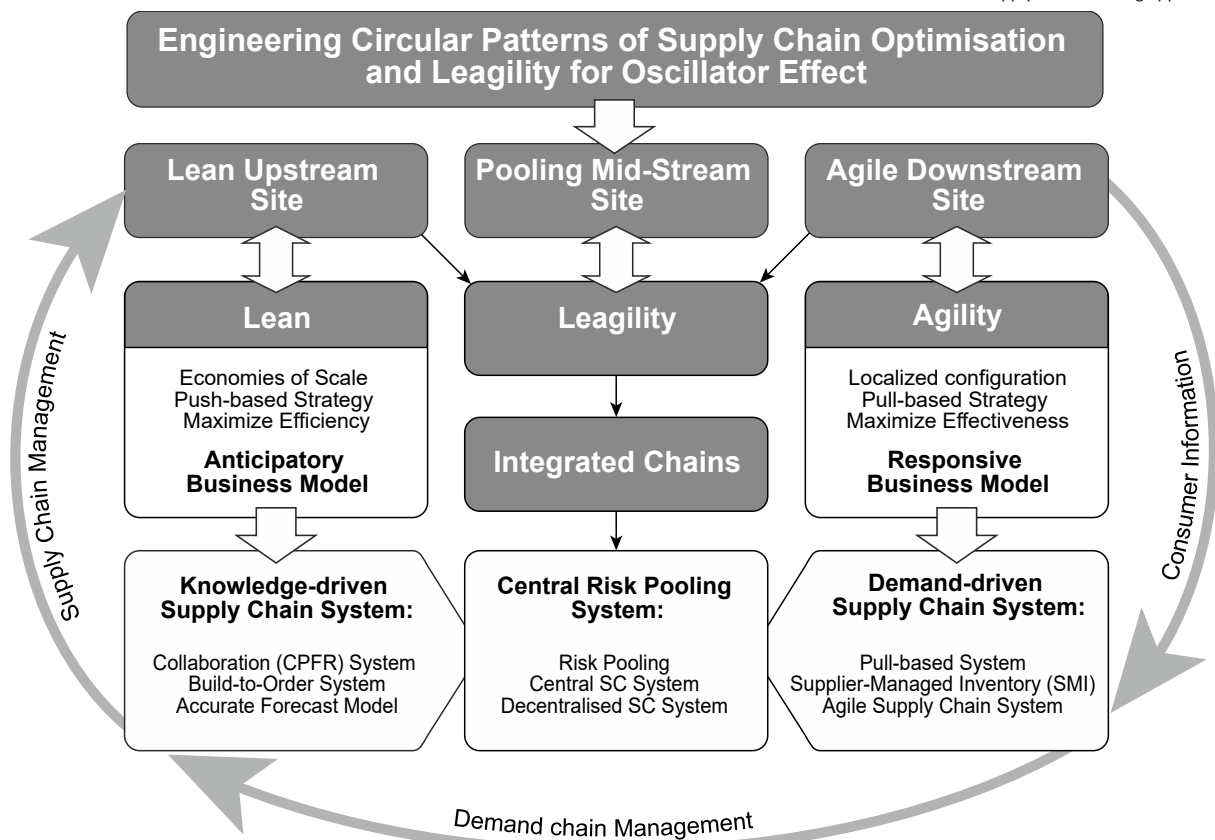 Engineering Circular Patterns of Supply Chain Optimisation
and Leagility for Oscillator Effect
Lean Upstream
Site
Pooling Mid-Stream
Site
Agile Downstream
Site
Lean
Economies of Scale
Push-based Strategy
Maximize Efficiency
Anticipatory
Business Model
Leagility
Integrated Chains
Agility
Localized configuration
Pull-based Strategy
Maximize Effectiveness
Responsive
Business Model
Knowledge-driven
Supply Chain System:
Collaboration (CPFR) System
Build-to-Order System
Accurate Forecast Model
Central Risk Pooling
System:
Risk Pooling
Central SC System
Decentralised SC System
Demand-driven
Supply Chain System:
Pull-based System
Supplier-Managed Inventory (SMI)
Agile Supply Chain System
Supply Chain Management
Consumer Information
Demand chain Management